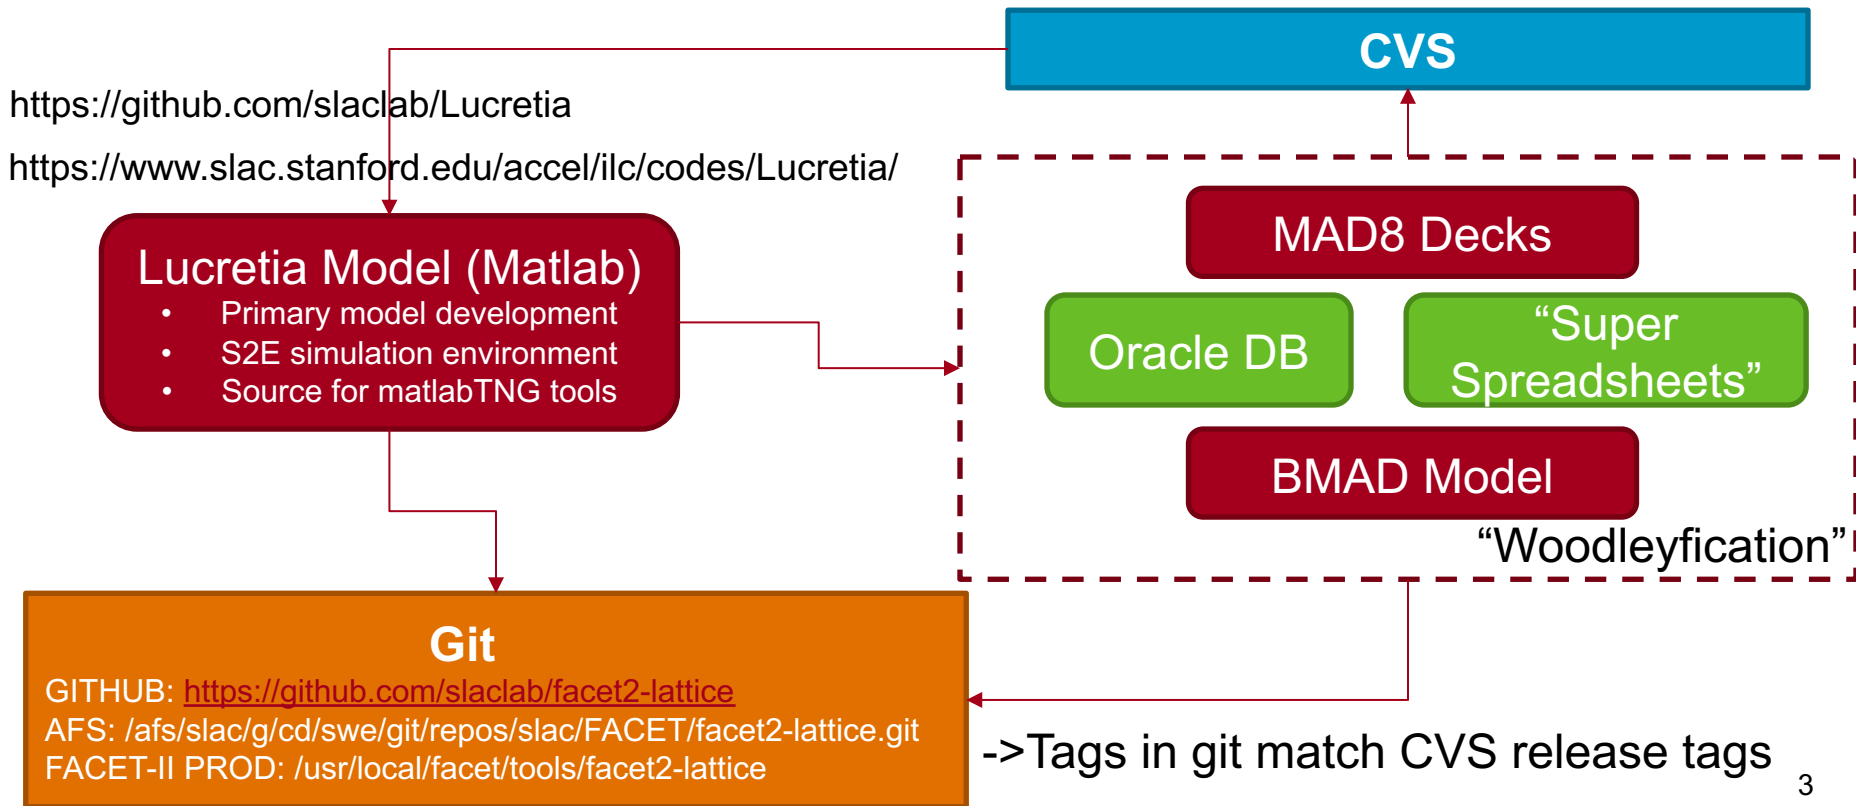 CVS
https://github.com/slaclab/Lucretia
https://www.slac.stanford.edu/accel/ilc/codes/Lucretia/
Lucretia Model (Matlab)
• Primary model development
• S2E simulation environment
• Source for matlabTNG tools
MAD8 Decks
Oracle DB
“Super
Spreadsheets”
BMAD Model
“Woodleyfication”
Git
GITHUB: https://github.com/slaclab/facet2-lattice
AFS: /afs/slac/g/cd/swe/git/repos/slac/FACET/facet2-lattice.git
FACET-II PROD: /usr/local/facet/tools/facet2-lattice
->Tags in git match CVS release tags
3